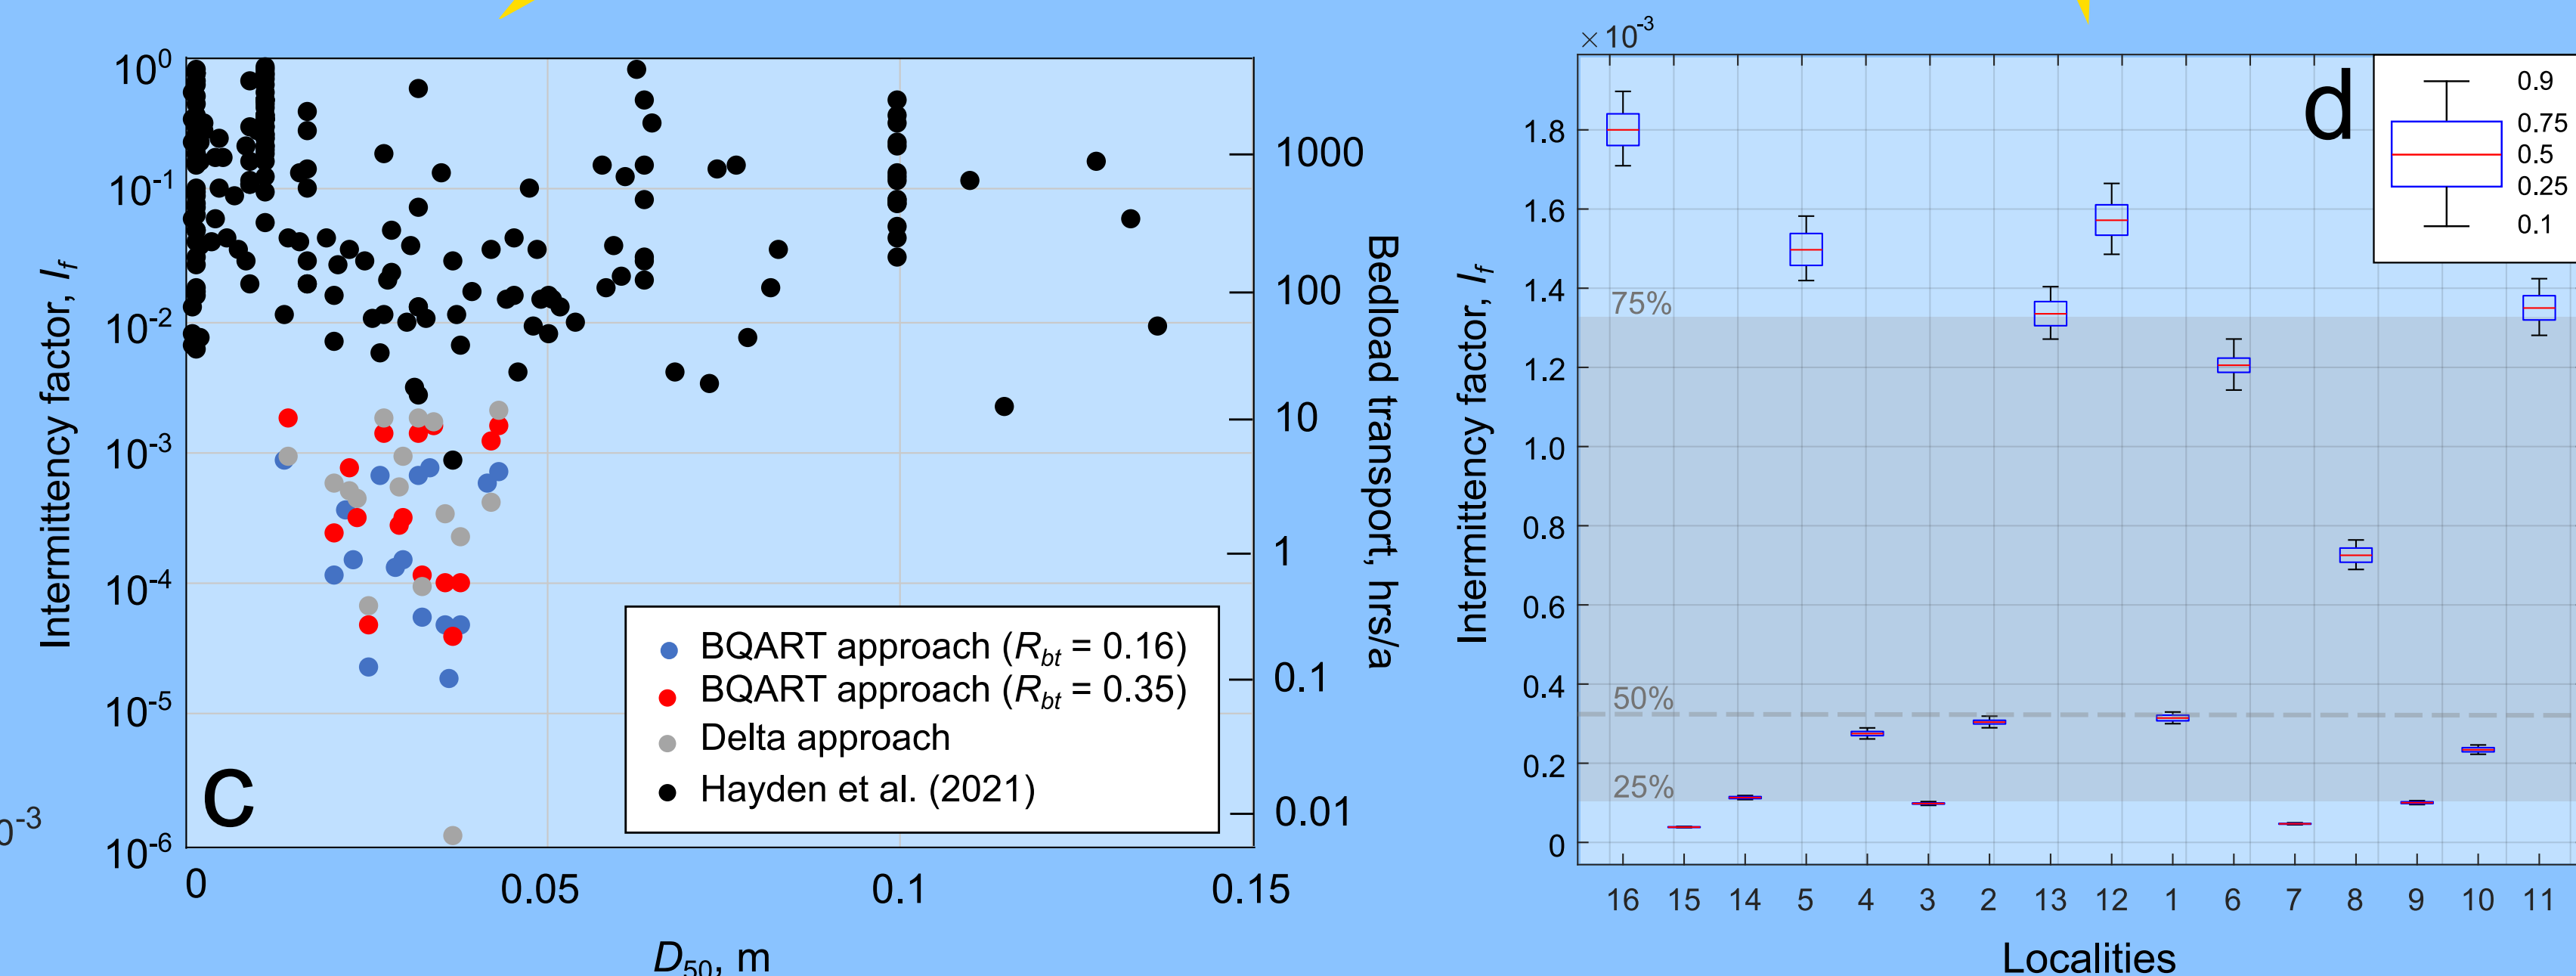 10⁰
10⁻¹
10⁻²
10⁻³
10⁻⁴
10⁻⁵
10⁻⁶
Intermittency factor, I_f
0 0.05 0.1 0.15
D₅₀, m
1000
100
10
1
0.1
0.01
Bedload transport, hrs/a
c
BQART approach (R_bt = 0.16)
BQART approach (R_bt = 0.35)
Delta approach
Hayden et al. (2021)
0⁻³
× 10⁻³
1.8
1.6
1.4
1.2
1.0
0.8
0.6
0.4
0.2
0
Intermittency factor, I_f
75%
50%
25%
d
0.9
0.75
0.5
0.25
0.1
16 15 14 5 4 3 2 13 12 1 6 7 8 9 10 11
Localities